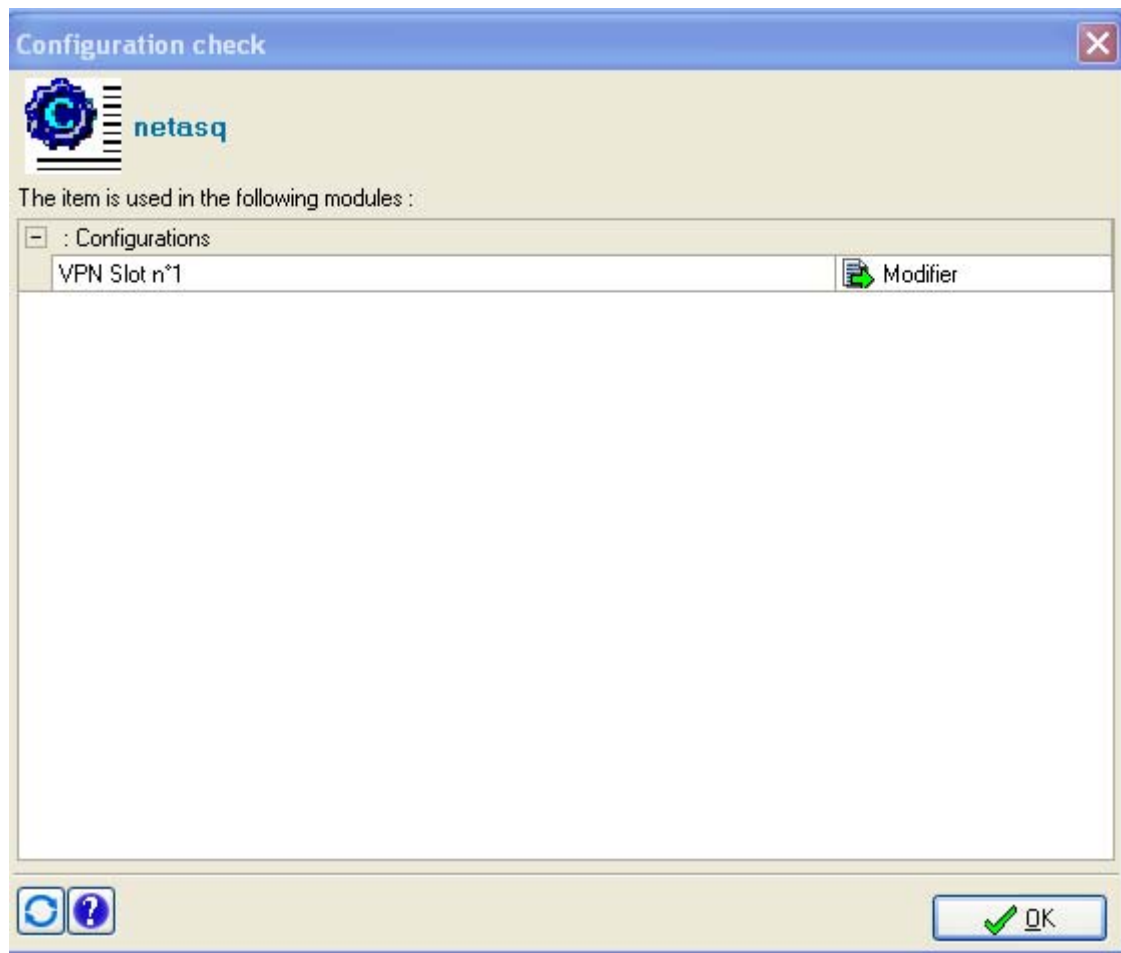 Configuration check
C
netasq
The item is used in the following modules :
: Configurations
VPN Slot n°1 Modifier
?
OK